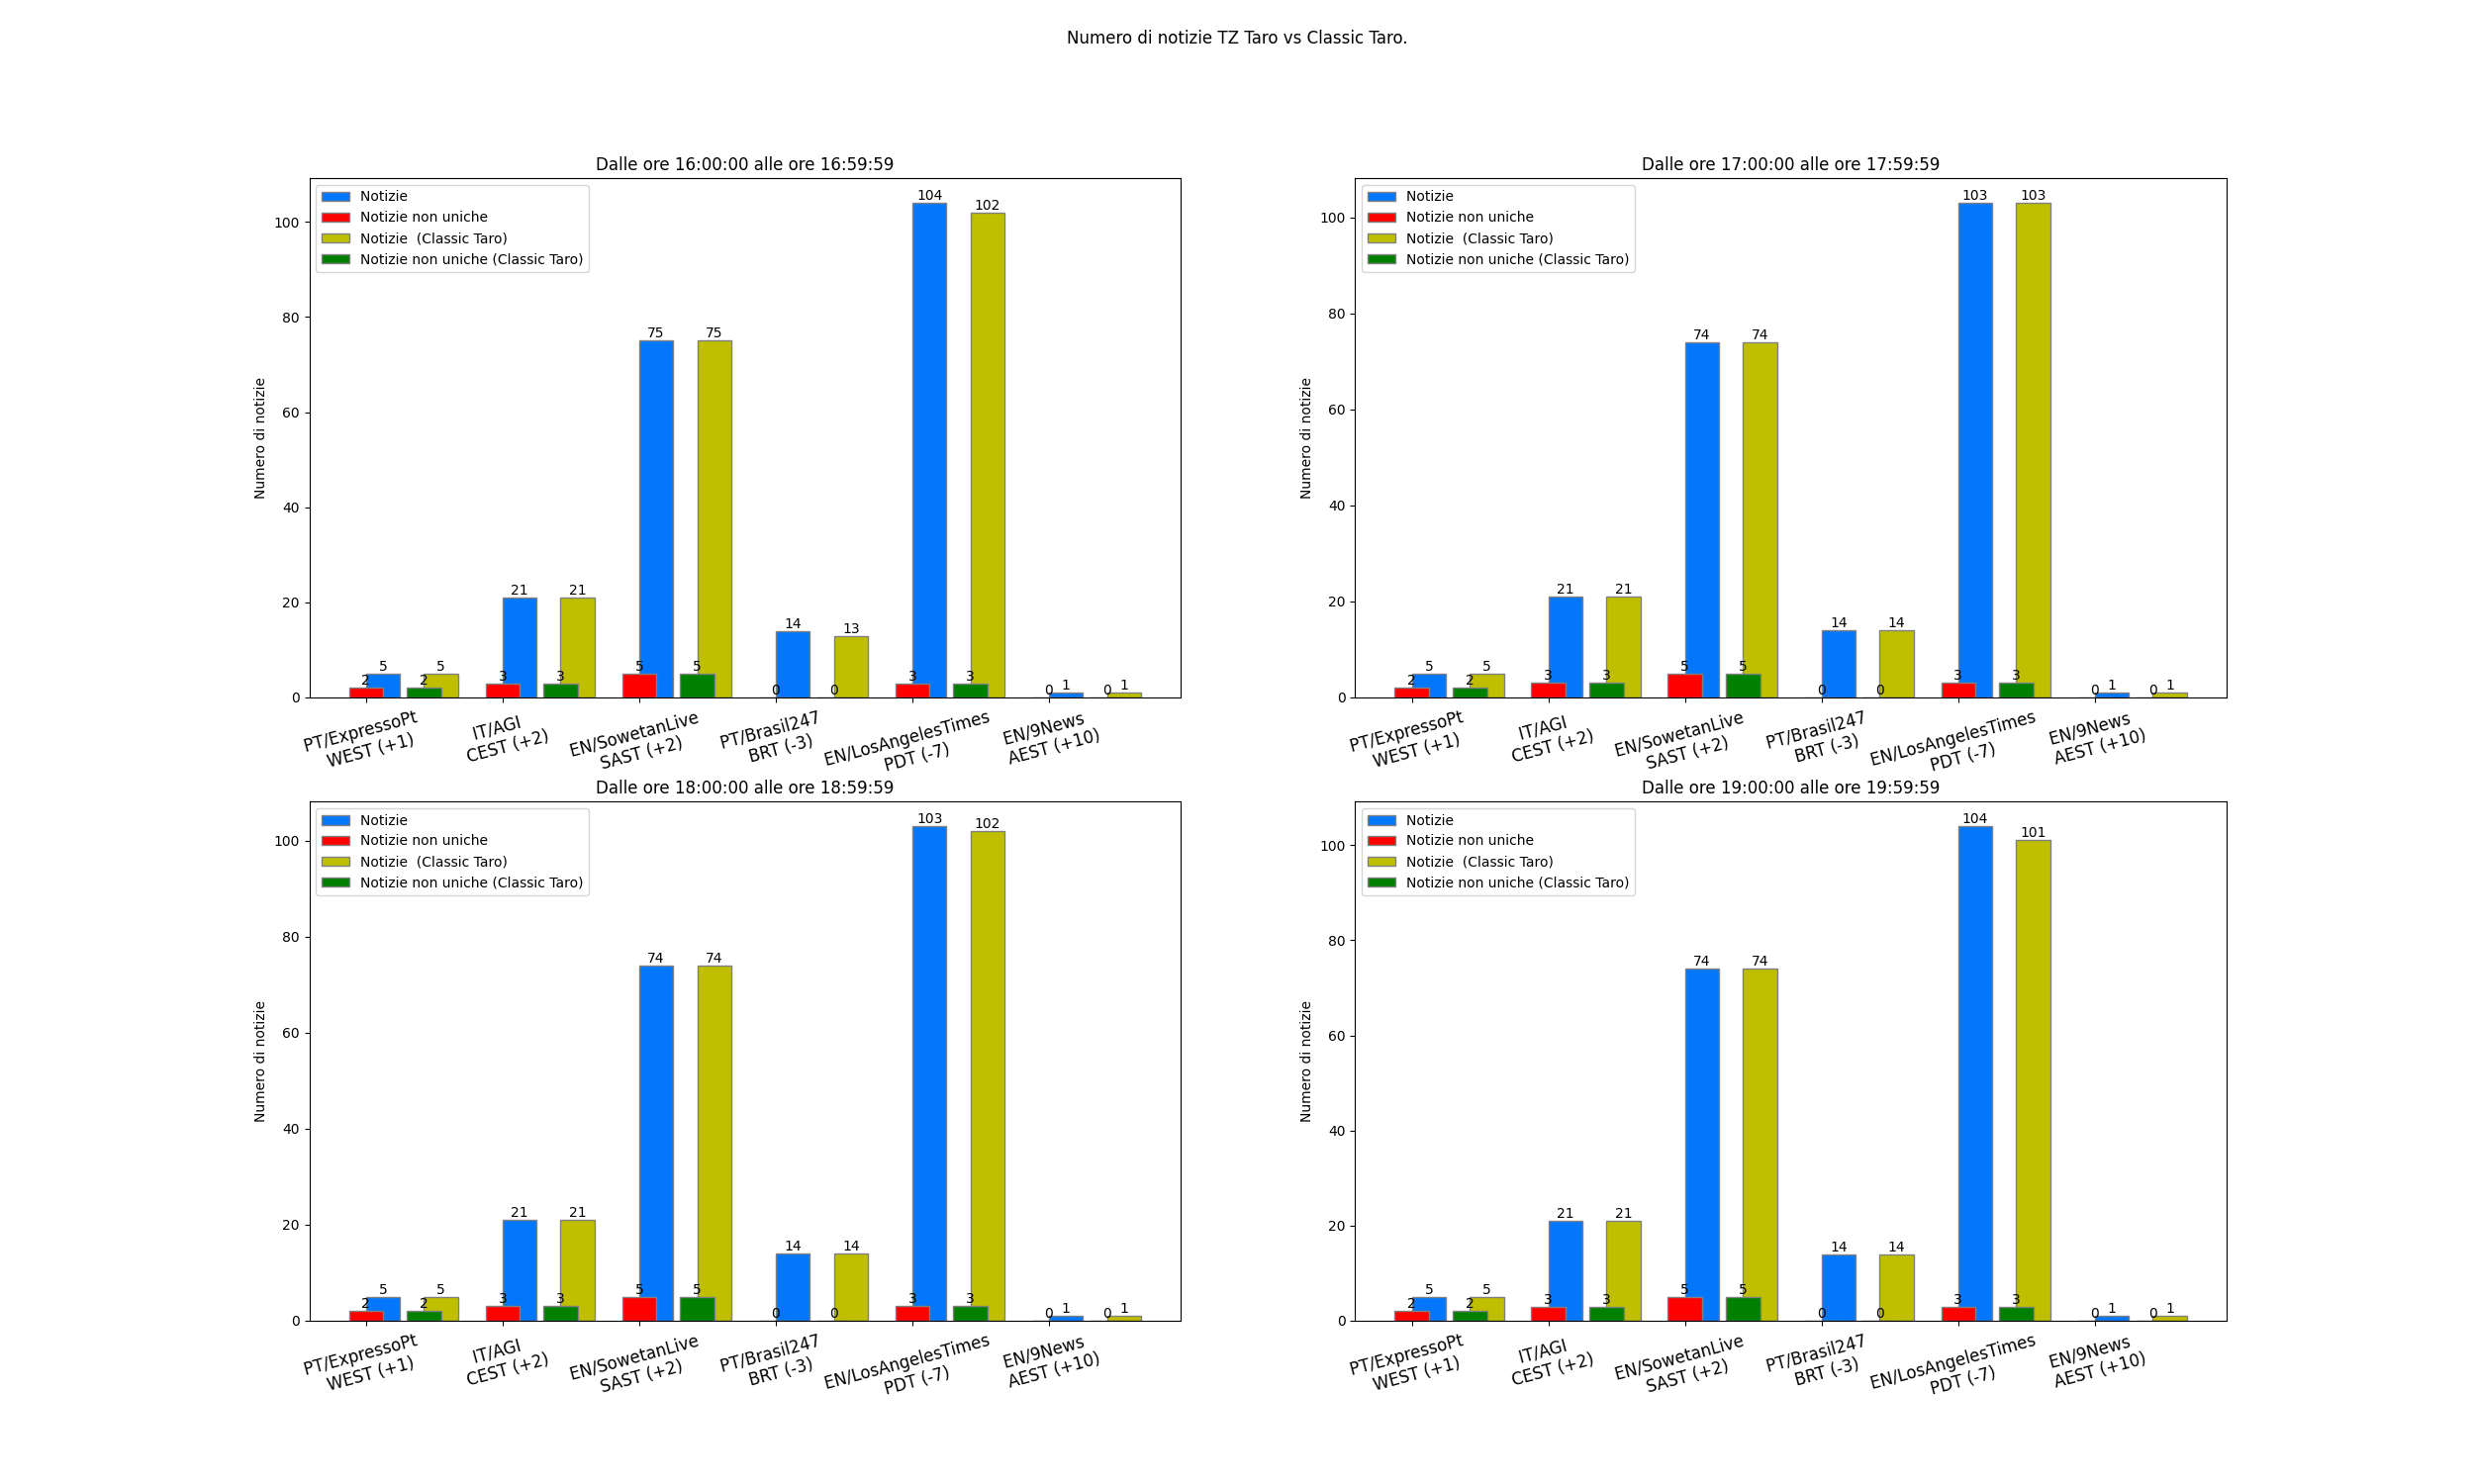 Numero di notizie TZ Taro vs Classic Taro.
Dalle ore 16:00:00 alle ore 16:59:59
Notizie
Notizie non uniche
Notizie  (Classic Taro)
Notizie non uniche (Classic Taro)
Numero di notizie
100
80
60
40
20
0
104
102
75
75
21
21
14
13
5
5
2
2
3
3
5
5
0
0
3
3
0
1
0
1
PT/ExpressoPt
WEST (+1)
IT/AGI
CEST (+2)
EN/SowetanLive
SAST (+2)
PT/Brasil247
BRT (-3)
EN/LosAngelesTimes
PDT (-7)
EN/9News
AEST (+10)
Dalle ore 17:00:00 alle ore 17:59:59
Notizie
Notizie non uniche
Notizie  (Classic Taro)
Notizie non uniche (Classic Taro)
Numero di notizie
100
80
60
40
20
0
103
103
74
74
21
21
14
14
5
5
2
2
3
3
5
5
0
0
3
3
0
1
0
1
PT/ExpressoPt
WEST (+1)
IT/AGI
CEST (+2)
EN/SowetanLive
SAST (+2)
PT/Brasil247
BRT (-3)
EN/LosAngelesTimes
PDT (-7)
EN/9News
AEST (+10)
Dalle ore 18:00:00 alle ore 18:59:59
Notizie
Notizie non uniche
Notizie  (Classic Taro)
Notizie non uniche (Classic Taro)
Numero di notizie
100
80
60
40
20
0
103
102
74
74
21
21
14
14
5
5
2
2
3
3
5
5
0
0
3
3
0
1
0
1
PT/ExpressoPt
WEST (+1)
IT/AGI
CEST (+2)
EN/SowetanLive
SAST (+2)
PT/Brasil247
BRT (-3)
EN/LosAngelesTimes
PDT (-7)
EN/9News
AEST (+10)
Dalle ore 19:00:00 alle ore 19:59:59
Notizie
Notizie non uniche
Notizie  (Classic Taro)
Notizie non uniche (Classic Taro)
Numero di notizie
100
80
60
40
20
0
104
101
74
74
21
21
14
14
5
5
2
2
3
3
5
5
0
0
3
3
0
1
0
1
PT/ExpressoPt
WEST (+1)
IT/AGI
CEST (+2)
EN/SowetanLive
SAST (+2)
PT/Brasil247
BRT (-3)
EN/LosAngelesTimes
PDT (-7)
EN/9News
AEST (+10)